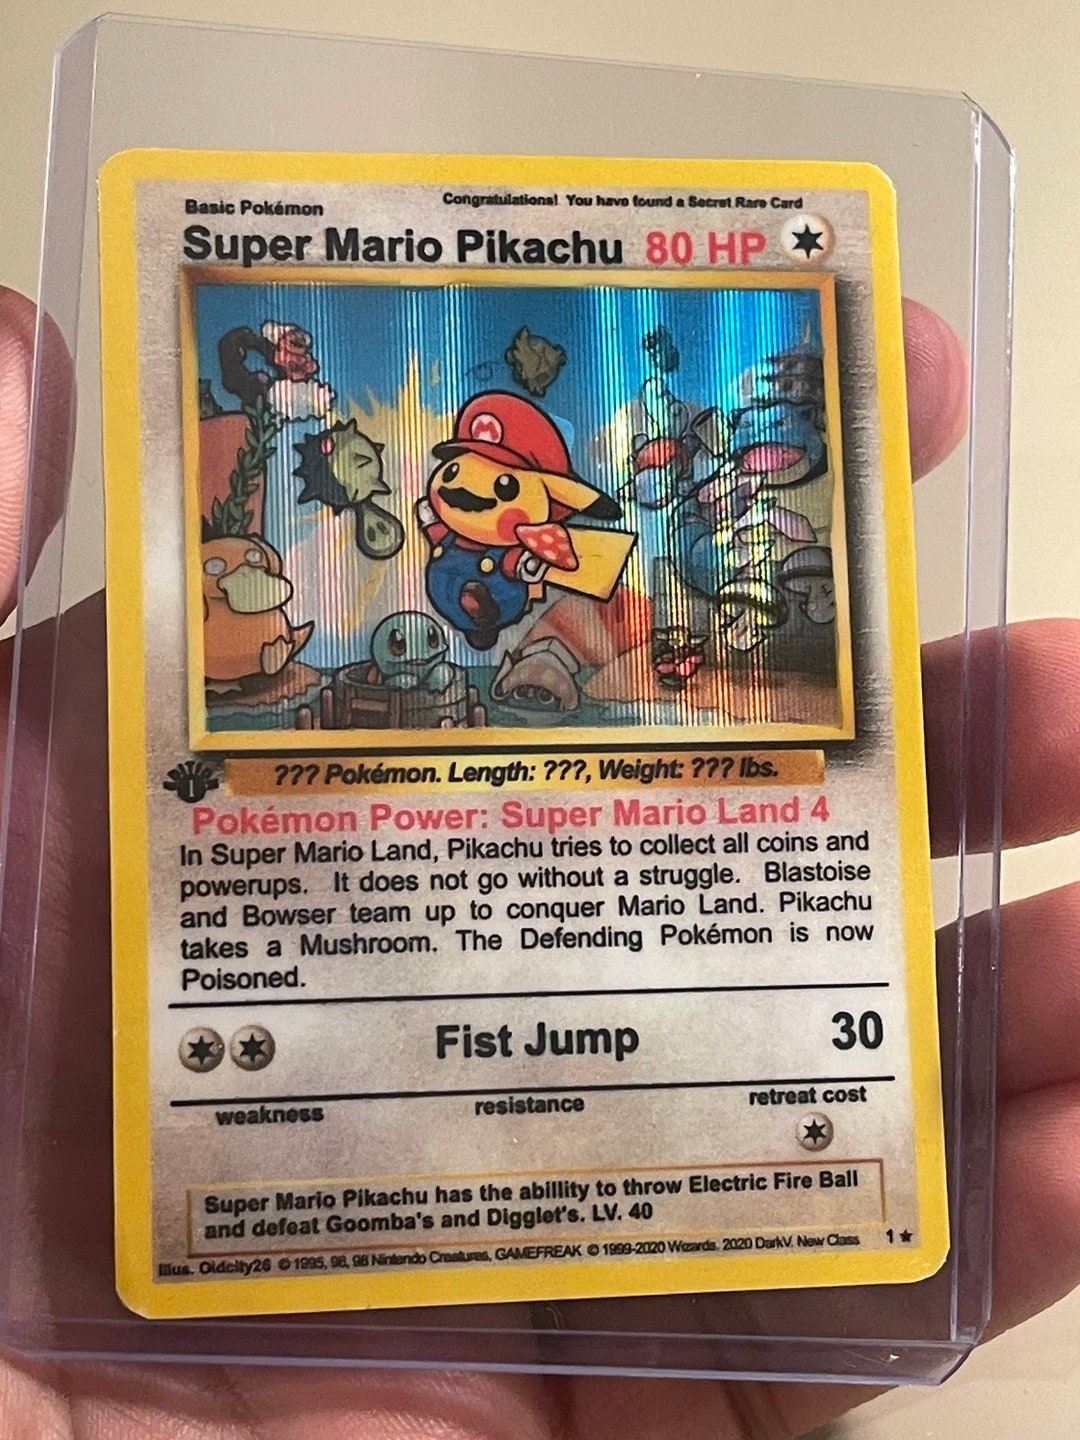 Basic Pokémon
Congratulations! You have found a Secret Rare Card
Super Mario Pikachu 80 HP
M
EDITION
1
??? Pokémon. Length: ???, Weight: ??? lbs.
Pokémon Power: Super Mario Land 4
In Super Mario Land, Pikachu tries to collect all coins and
powerups. It does not go without a struggle. Blastoise
and Bowser team up to conquer Mario Land. Pikachu
takes a Mushroom. The Defending Pokémon is now
Poisoned.
Fist Jump 30
weakness resistance retreat cost
Super Mario Pikachu has the abillity to throw Electric Fire Ball
and defeat Goomba's and Digglet's. LV. 40
Illus. Oldcity26 © 1995, 96, 98 Nintendo Creatures, GAMEFREAK © 1999-2020 Wizards. 2020 DarkV. New Class 1★